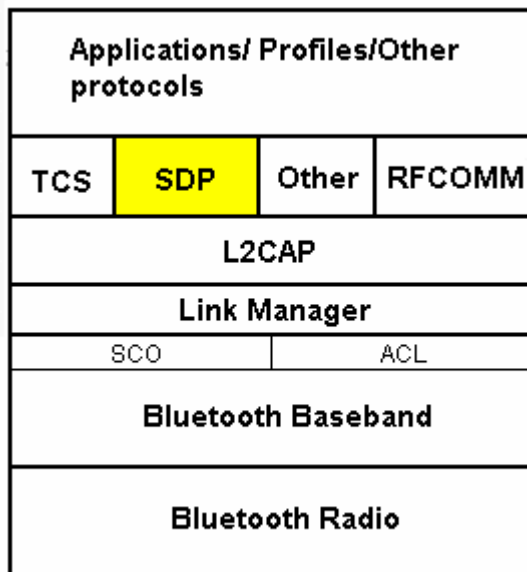 Applications/ Profiles/Other
protocols
TCS SDP Other RFCOMM
L2CAP
Link Manager
SCO ACL
Bluetooth Baseband
Bluetooth Radio